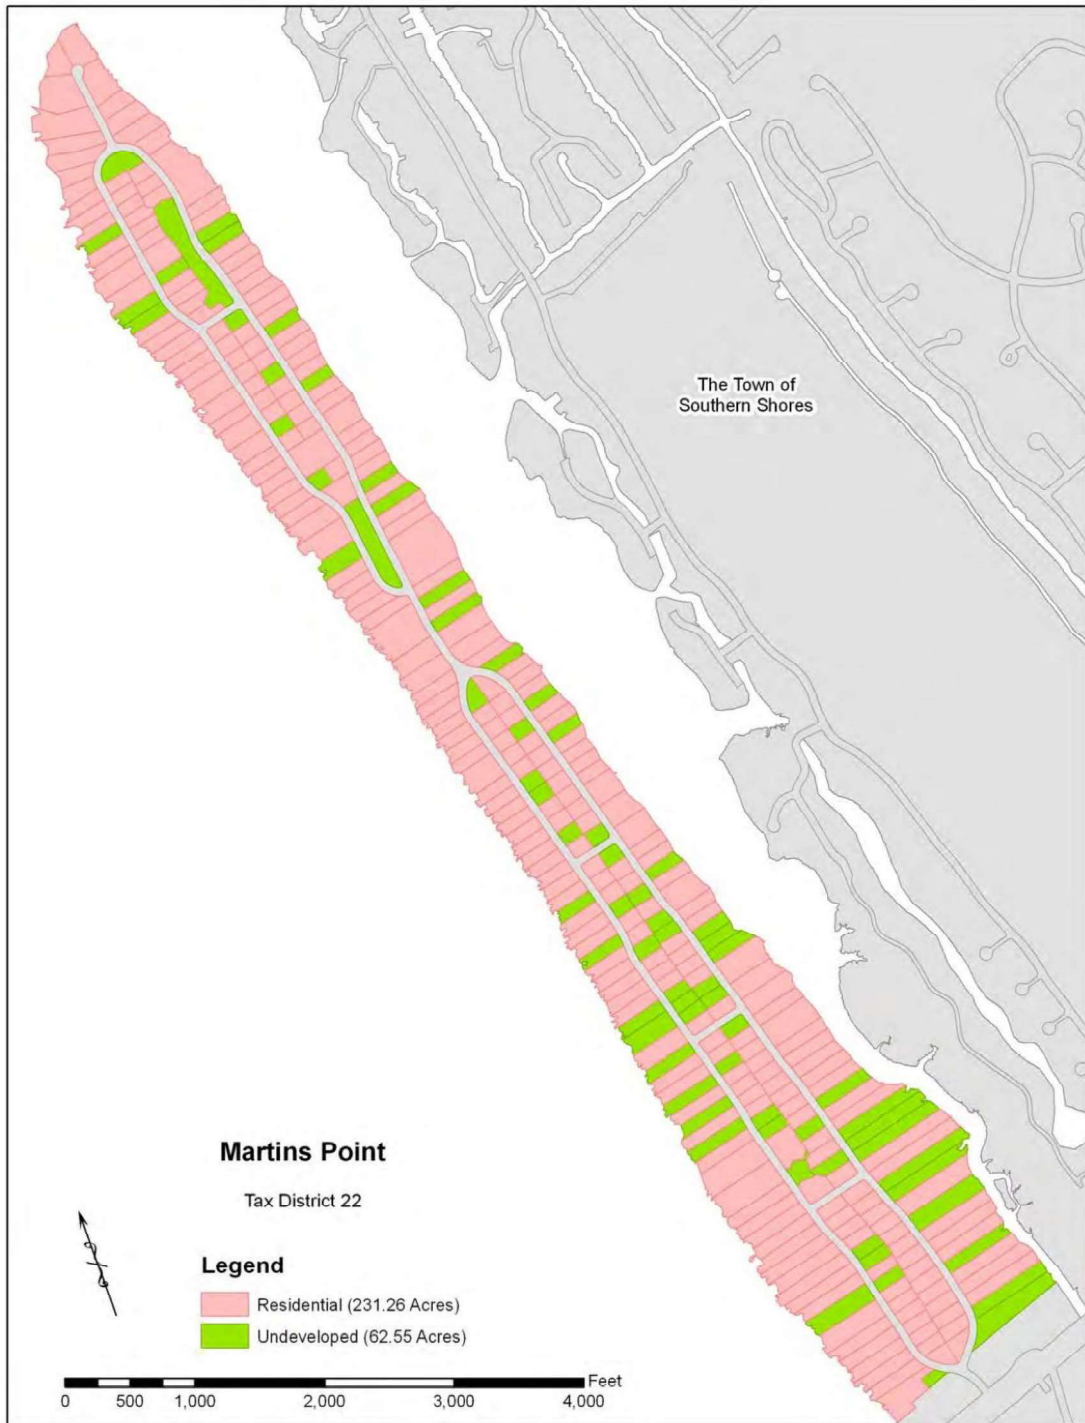 The Town of
Southern Shores
Martins Point
Tax District 22
Legend
Residential (231.26 Acres)
Undeveloped (62.55 Acres)
Feet
0 500 1,000 2,000 3,000 4,000